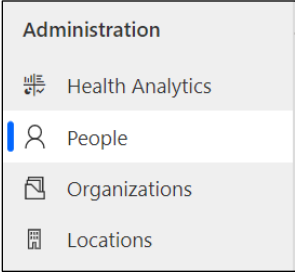 Administration
Health Analytics
People
Organizations
Locations